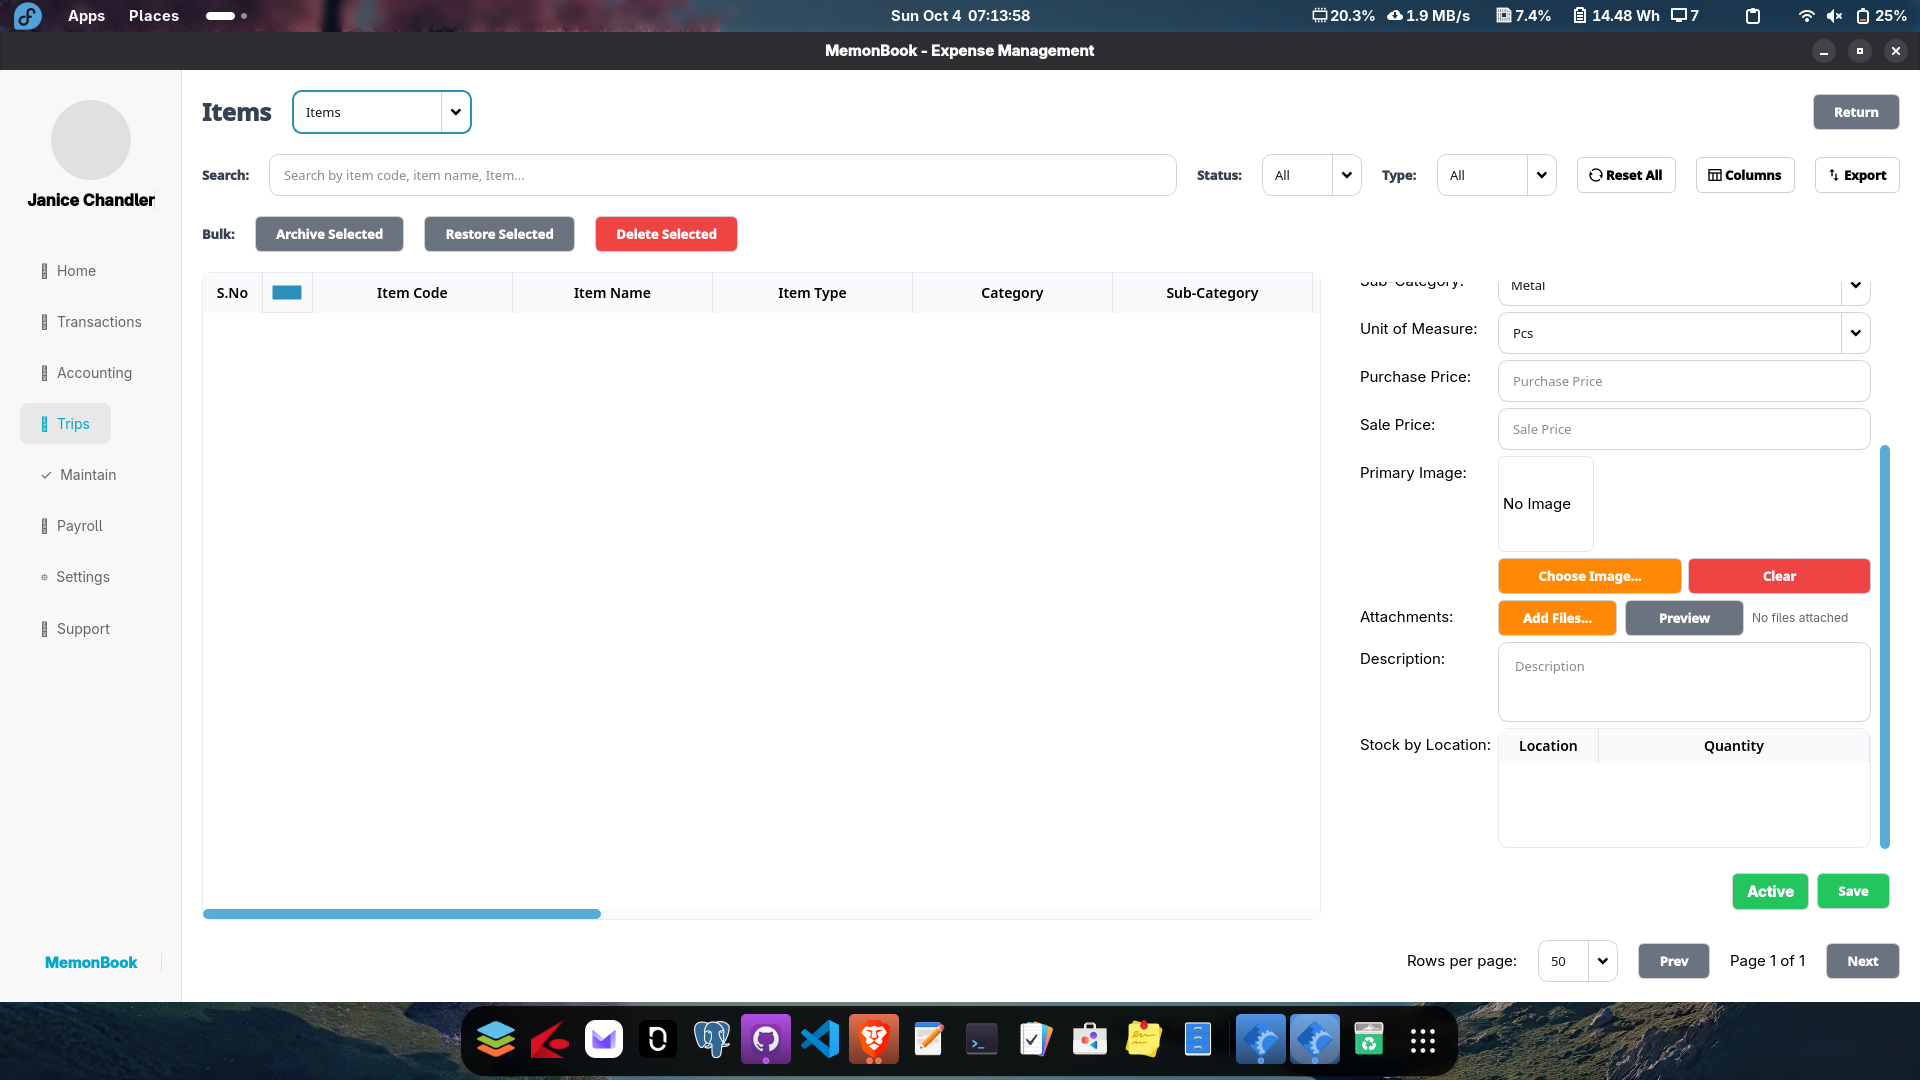 Apps Places Sun Oct 4 07:13:58 20.3% 1.9 MB/s 7.4% 14.48 Wh 7 25%
MemonBook - Expense Management
Janice Chandler
Home
Transactions
Accounting
Trips
Maintain
Payroll
Settings
Support
MemonBook
Items Items Return
Search: Search by item code, item name, Item... Status: All Type: All Reset All Columns Export
Bulk: Archive Selected Restore Selected Delete Selected
S.No Item Code Item Name Item Type Category Sub-Category
Sub-Category: Metal
Unit of Measure: Pcs
Purchase Price: Purchase Price
Sale Price: Sale Price
Primary Image: No Image
Choose Image... Clear
Attachments: Add Files... Preview No files attached
Description: Description
Stock by Location: Location Quantity
Active Save
Rows per page: 50 Prev Page 1 of 1 Next